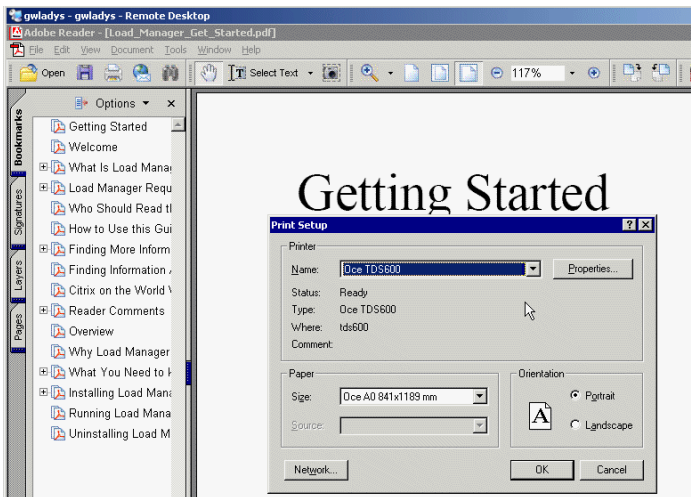 gwladys - gwladys - Remote Desktop
Adobe Reader - [Load_Manager_Get_Started.pdf]
File Edit View Document Tools Window Help
Open Select Text 117%
Options
Bookmarks
Signatures
Layers
Pages
Getting Started
Welcome
What Is Load Manag
Load Manager Requ
Who Should Read t
How to Use this Gui
Finding More Inform
Finding Information
Citrix on the World
Reader Comments
Overview
Why Load Manager
What You Need to
Installing Load Mana
Running Load Mana
Uninstalling Load M
Getting Started
Print Setup
Printer
Name: Oce TDS600 Properties...
Status: Ready
Type: Oce TDS600
Where: tds600
Comment:
Paper
Size: Oce A0 841x1189 mm
Source:
Orientation
A
Portrait
Landscape
Network... OK Cancel